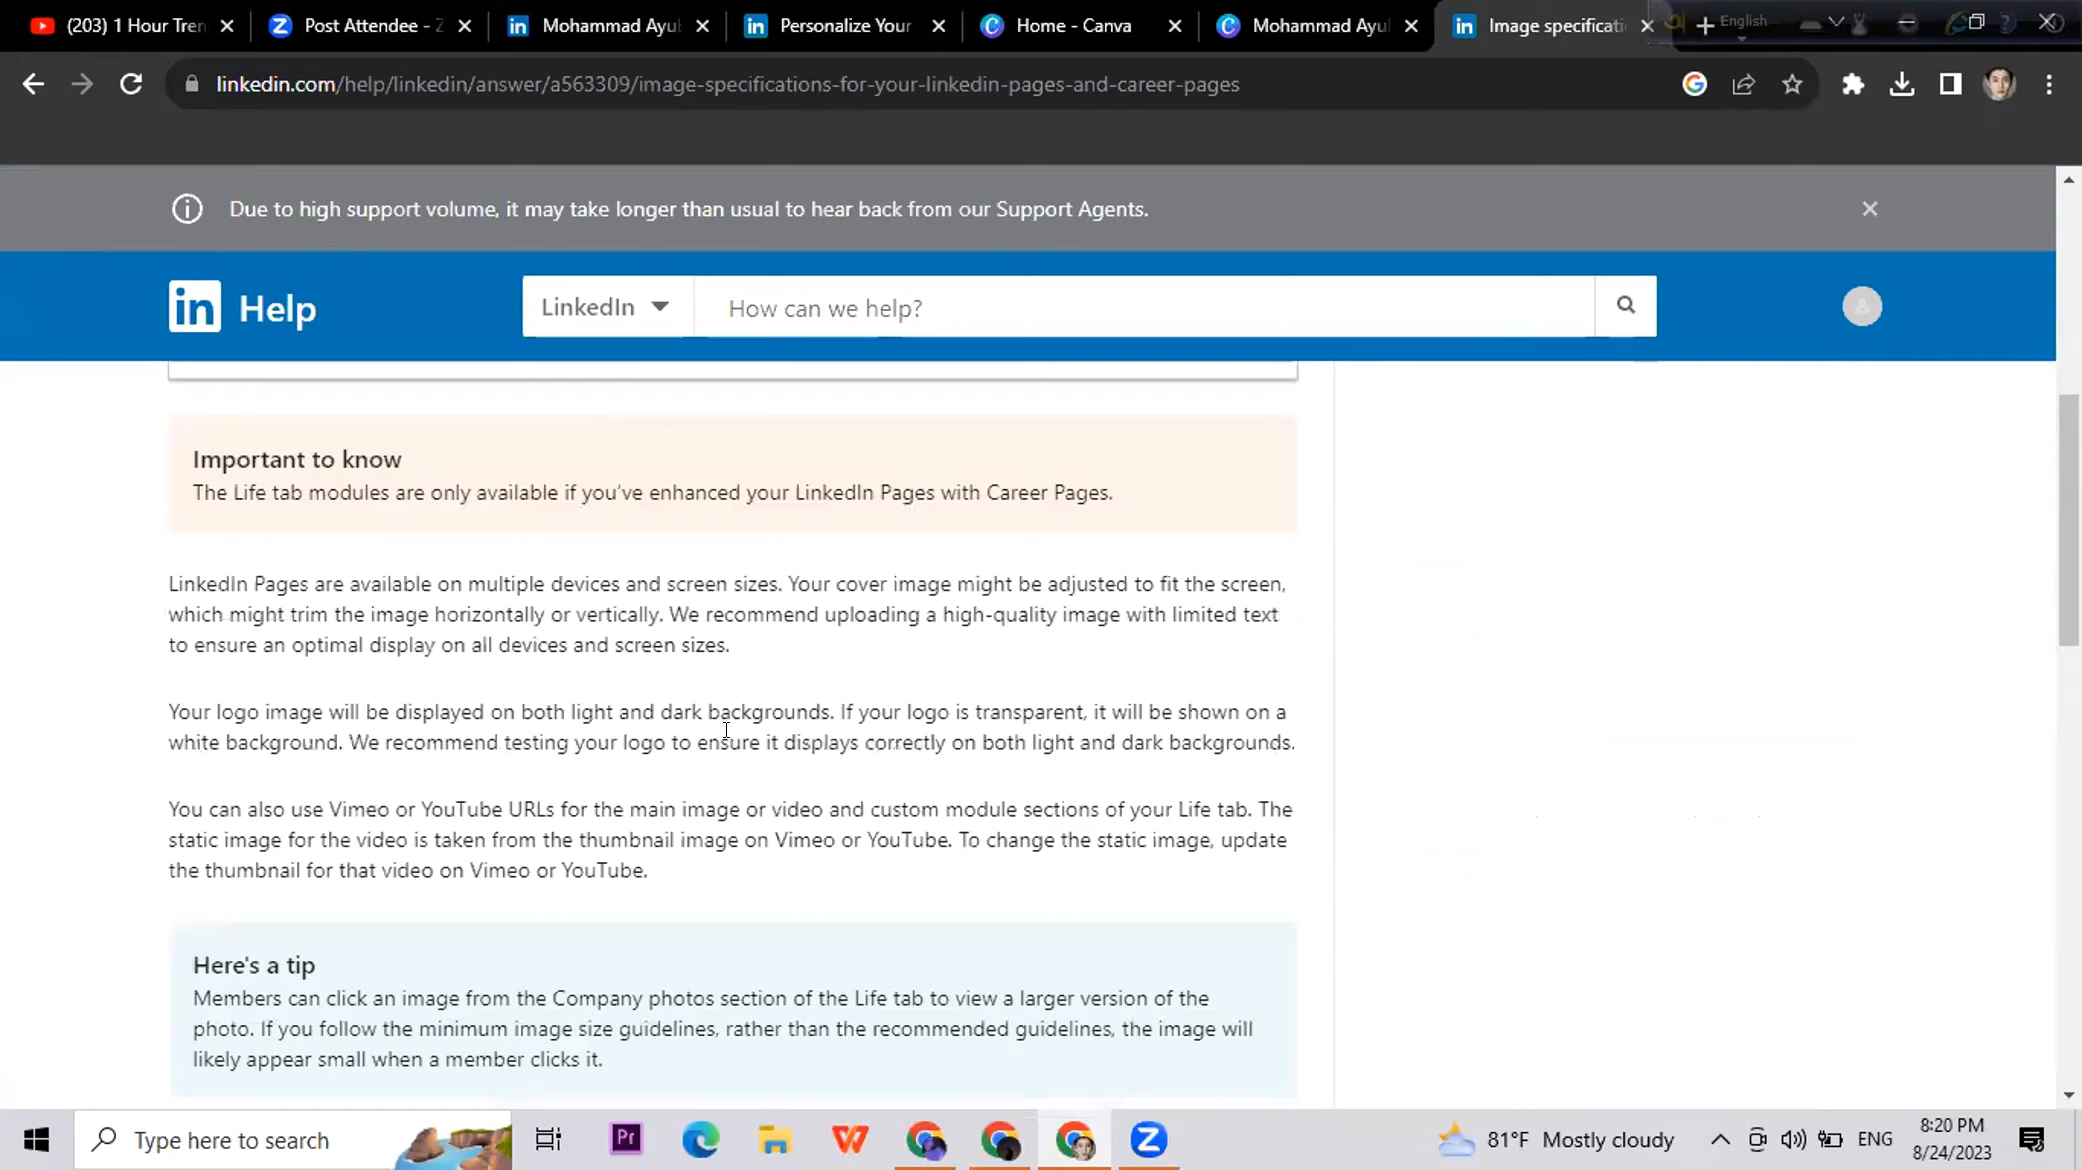 (203) 1 Hour Tren
Post Attendee - Z
Mohammad Ayub
Personalize Your
Home - Canva
Mohammad Ayu
Image specificati
English
linkedin.com/help/linkedin/answer/a563309/image-specifications-for-your-linkedin-pages-and-career-pages
Due to high support volume, it may take longer than usual to hear back from our Support Agents.
in Help
LinkedIn
How can we help?
Important to know
The Life tab modules are only available if you've enhanced your LinkedIn Pages with Career Pages.
LinkedIn Pages are available on multiple devices and screen sizes. Your cover image might be adjusted to fit the screen,
which might trim the image horizontally or vertically. We recommend uploading a high-quality image with limited text
to ensure an optimal display on all devices and screen sizes.
Your logo image will be displayed on both light and dark backgrounds. If your logo is transparent, it will be shown on a
white background. We recommend testing your logo to ensure it displays correctly on both light and dark backgrounds.
You can also use Vimeo or YouTube URLs for the main image or video and custom module sections of your Life tab. The
static image for the video is taken from the thumbnail image on Vimeo or YouTube. To change the static image, update
the thumbnail for that video on Vimeo or YouTube.
Here's a tip
Members can click an image from the Company photos section of the Life tab to view a larger version of the
photo. If you follow the minimum image size guidelines, rather than the recommended guidelines, the image will
likely appear small when a member clicks it.
Type here to search
Pr
81°F Mostly cloudy
ENG
8:20 PM
8/24/2023